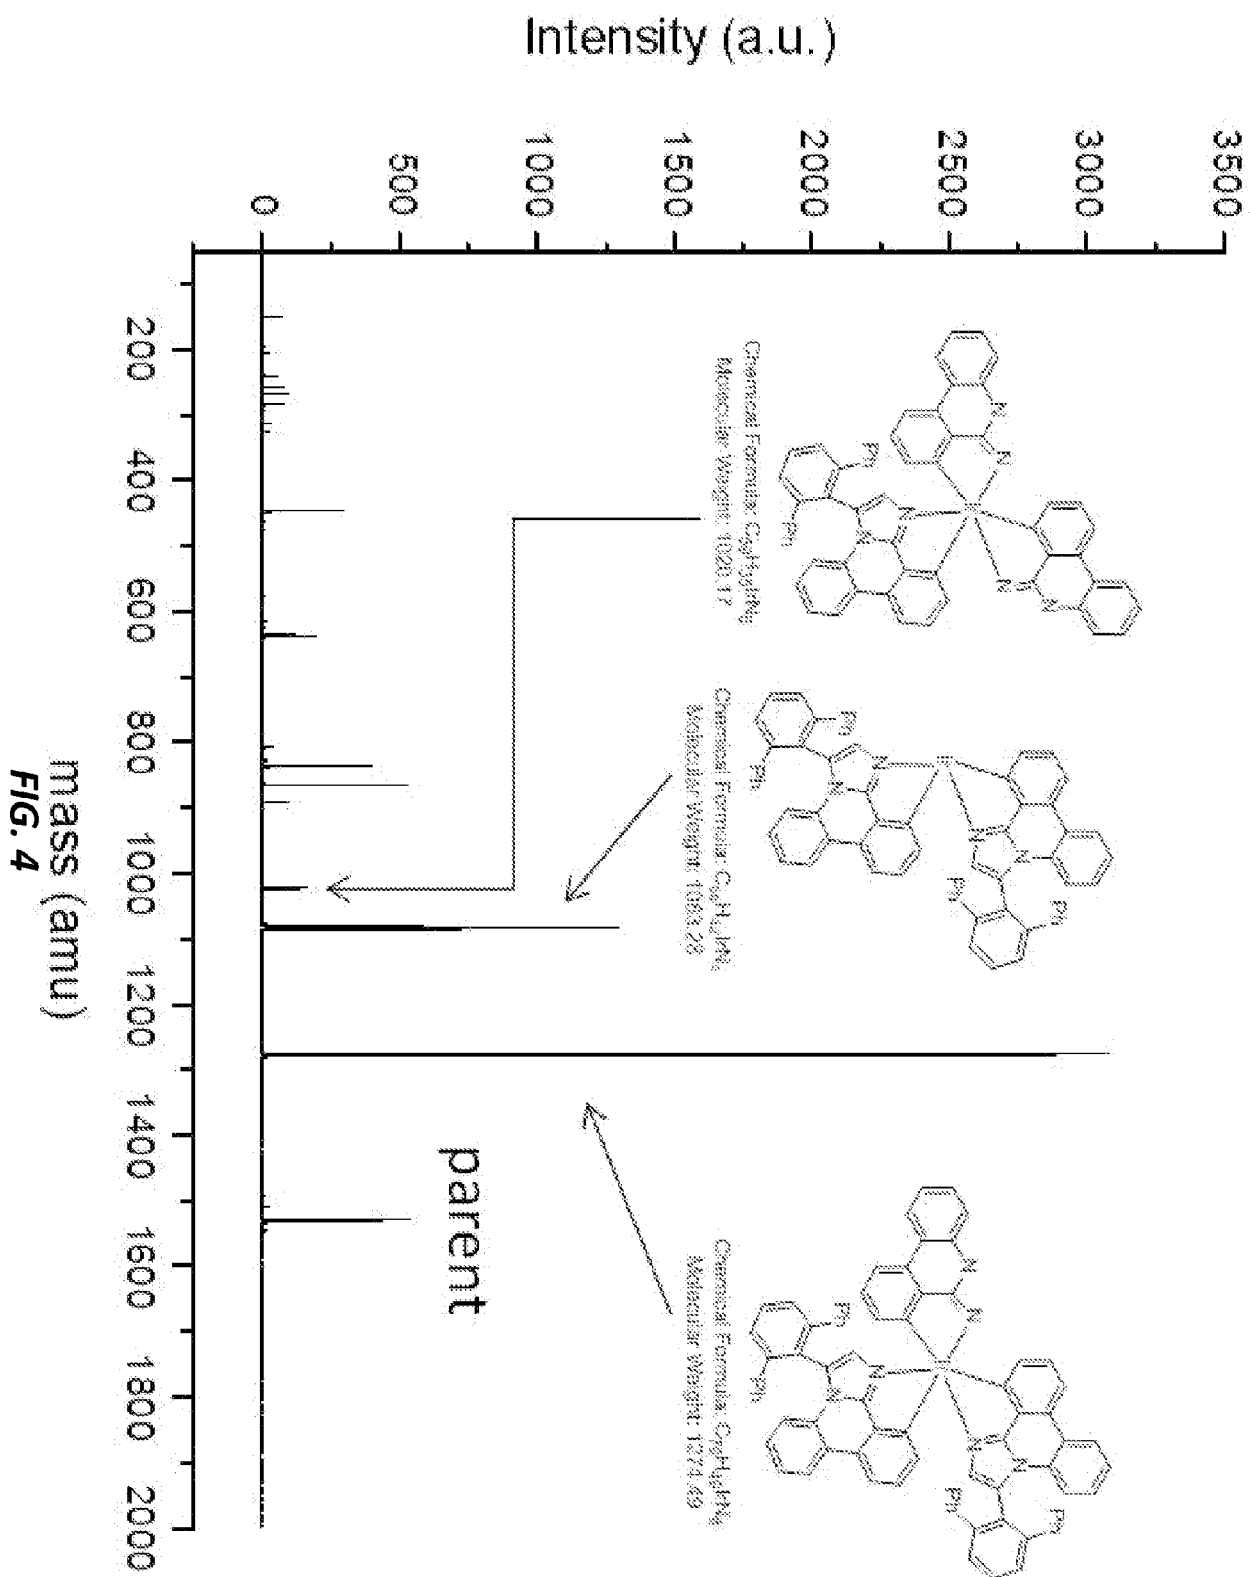 Intensity (a.u.)
3500
3000
2500
2000
1500
1000
500
0
200
400
600
800
1000
1200
1400
1600
1800
2000
mass (amu)
FIG. 4
parent
N
N
N
N
N
N
Ph
Ph
Chemical Formula:
Molecular Weight:
N
N
N
N
Ph
Ph
Ph
Ph
Chemical Formula:
Molecular Weight:
N
N
N
N
N
N
Ph
Ph
Ph
Ph
Chemical Formula:
Molecular Weight: